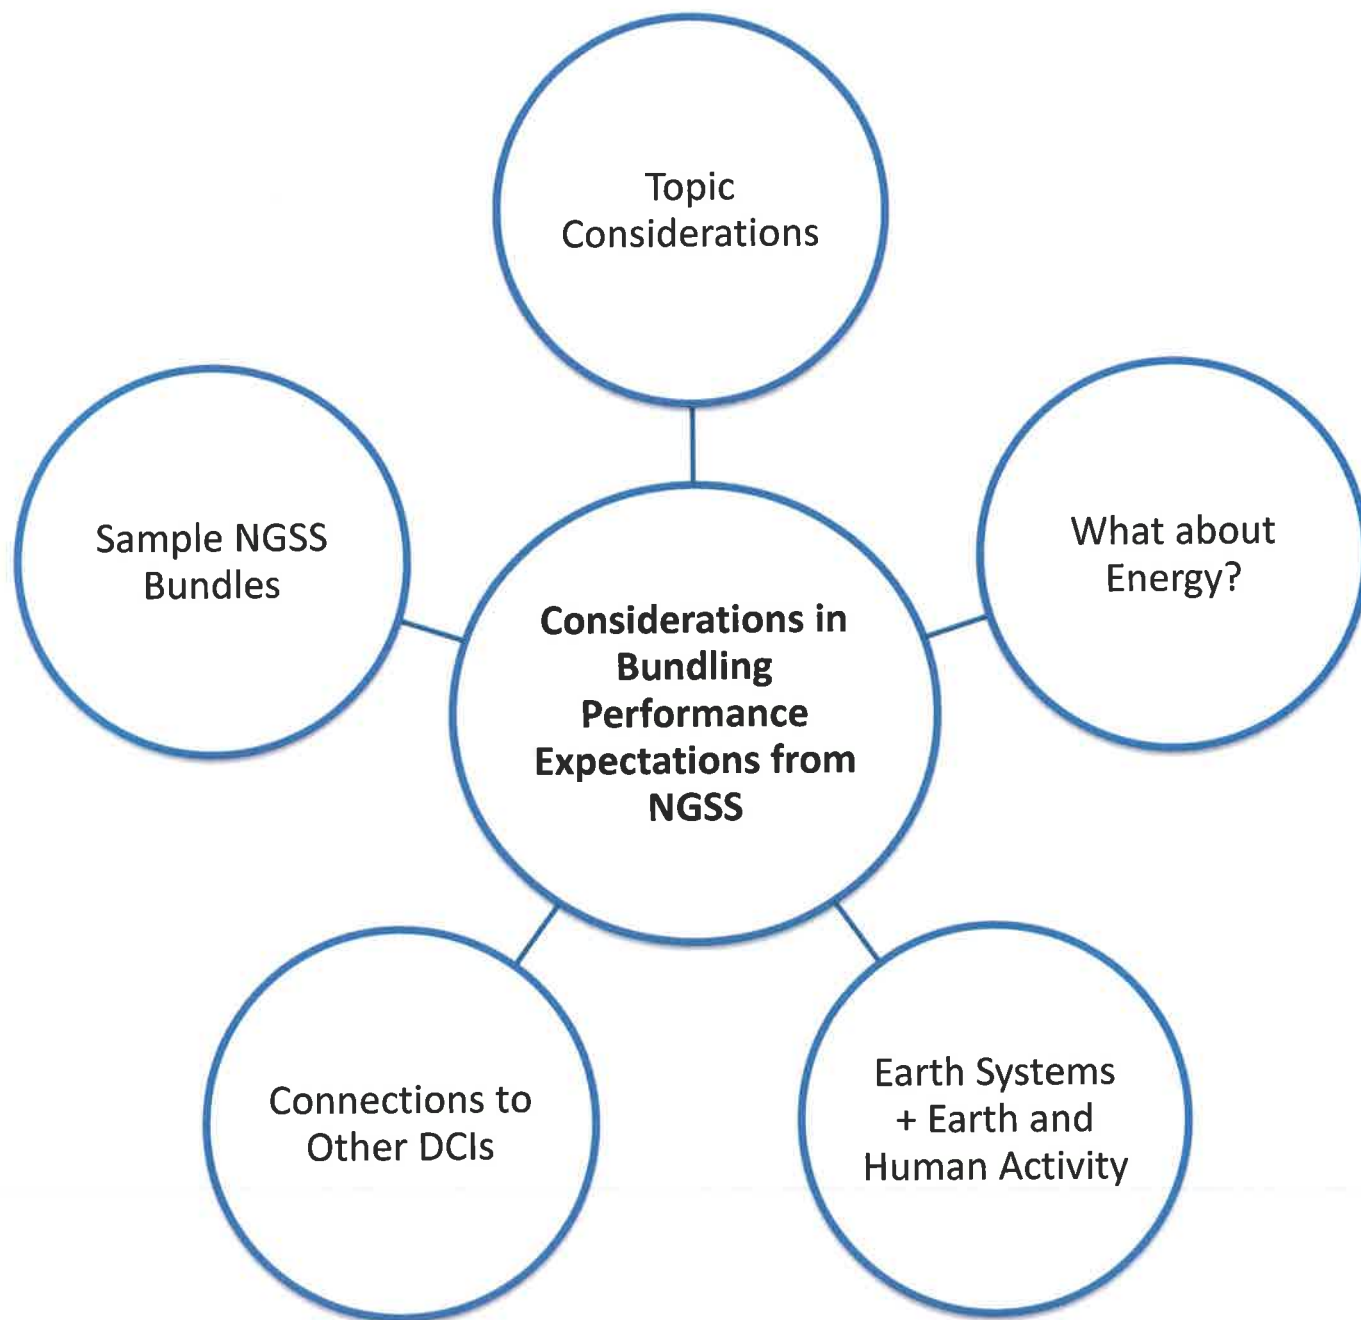 Topic
Considerations
What about
Energy?
Sample NGSS
Bundles
Considerations in
Bundling
Performance
Expectations from
NGSS
Earth Systems
+ Earth and
Human Activity
Connections to
Other DCIs